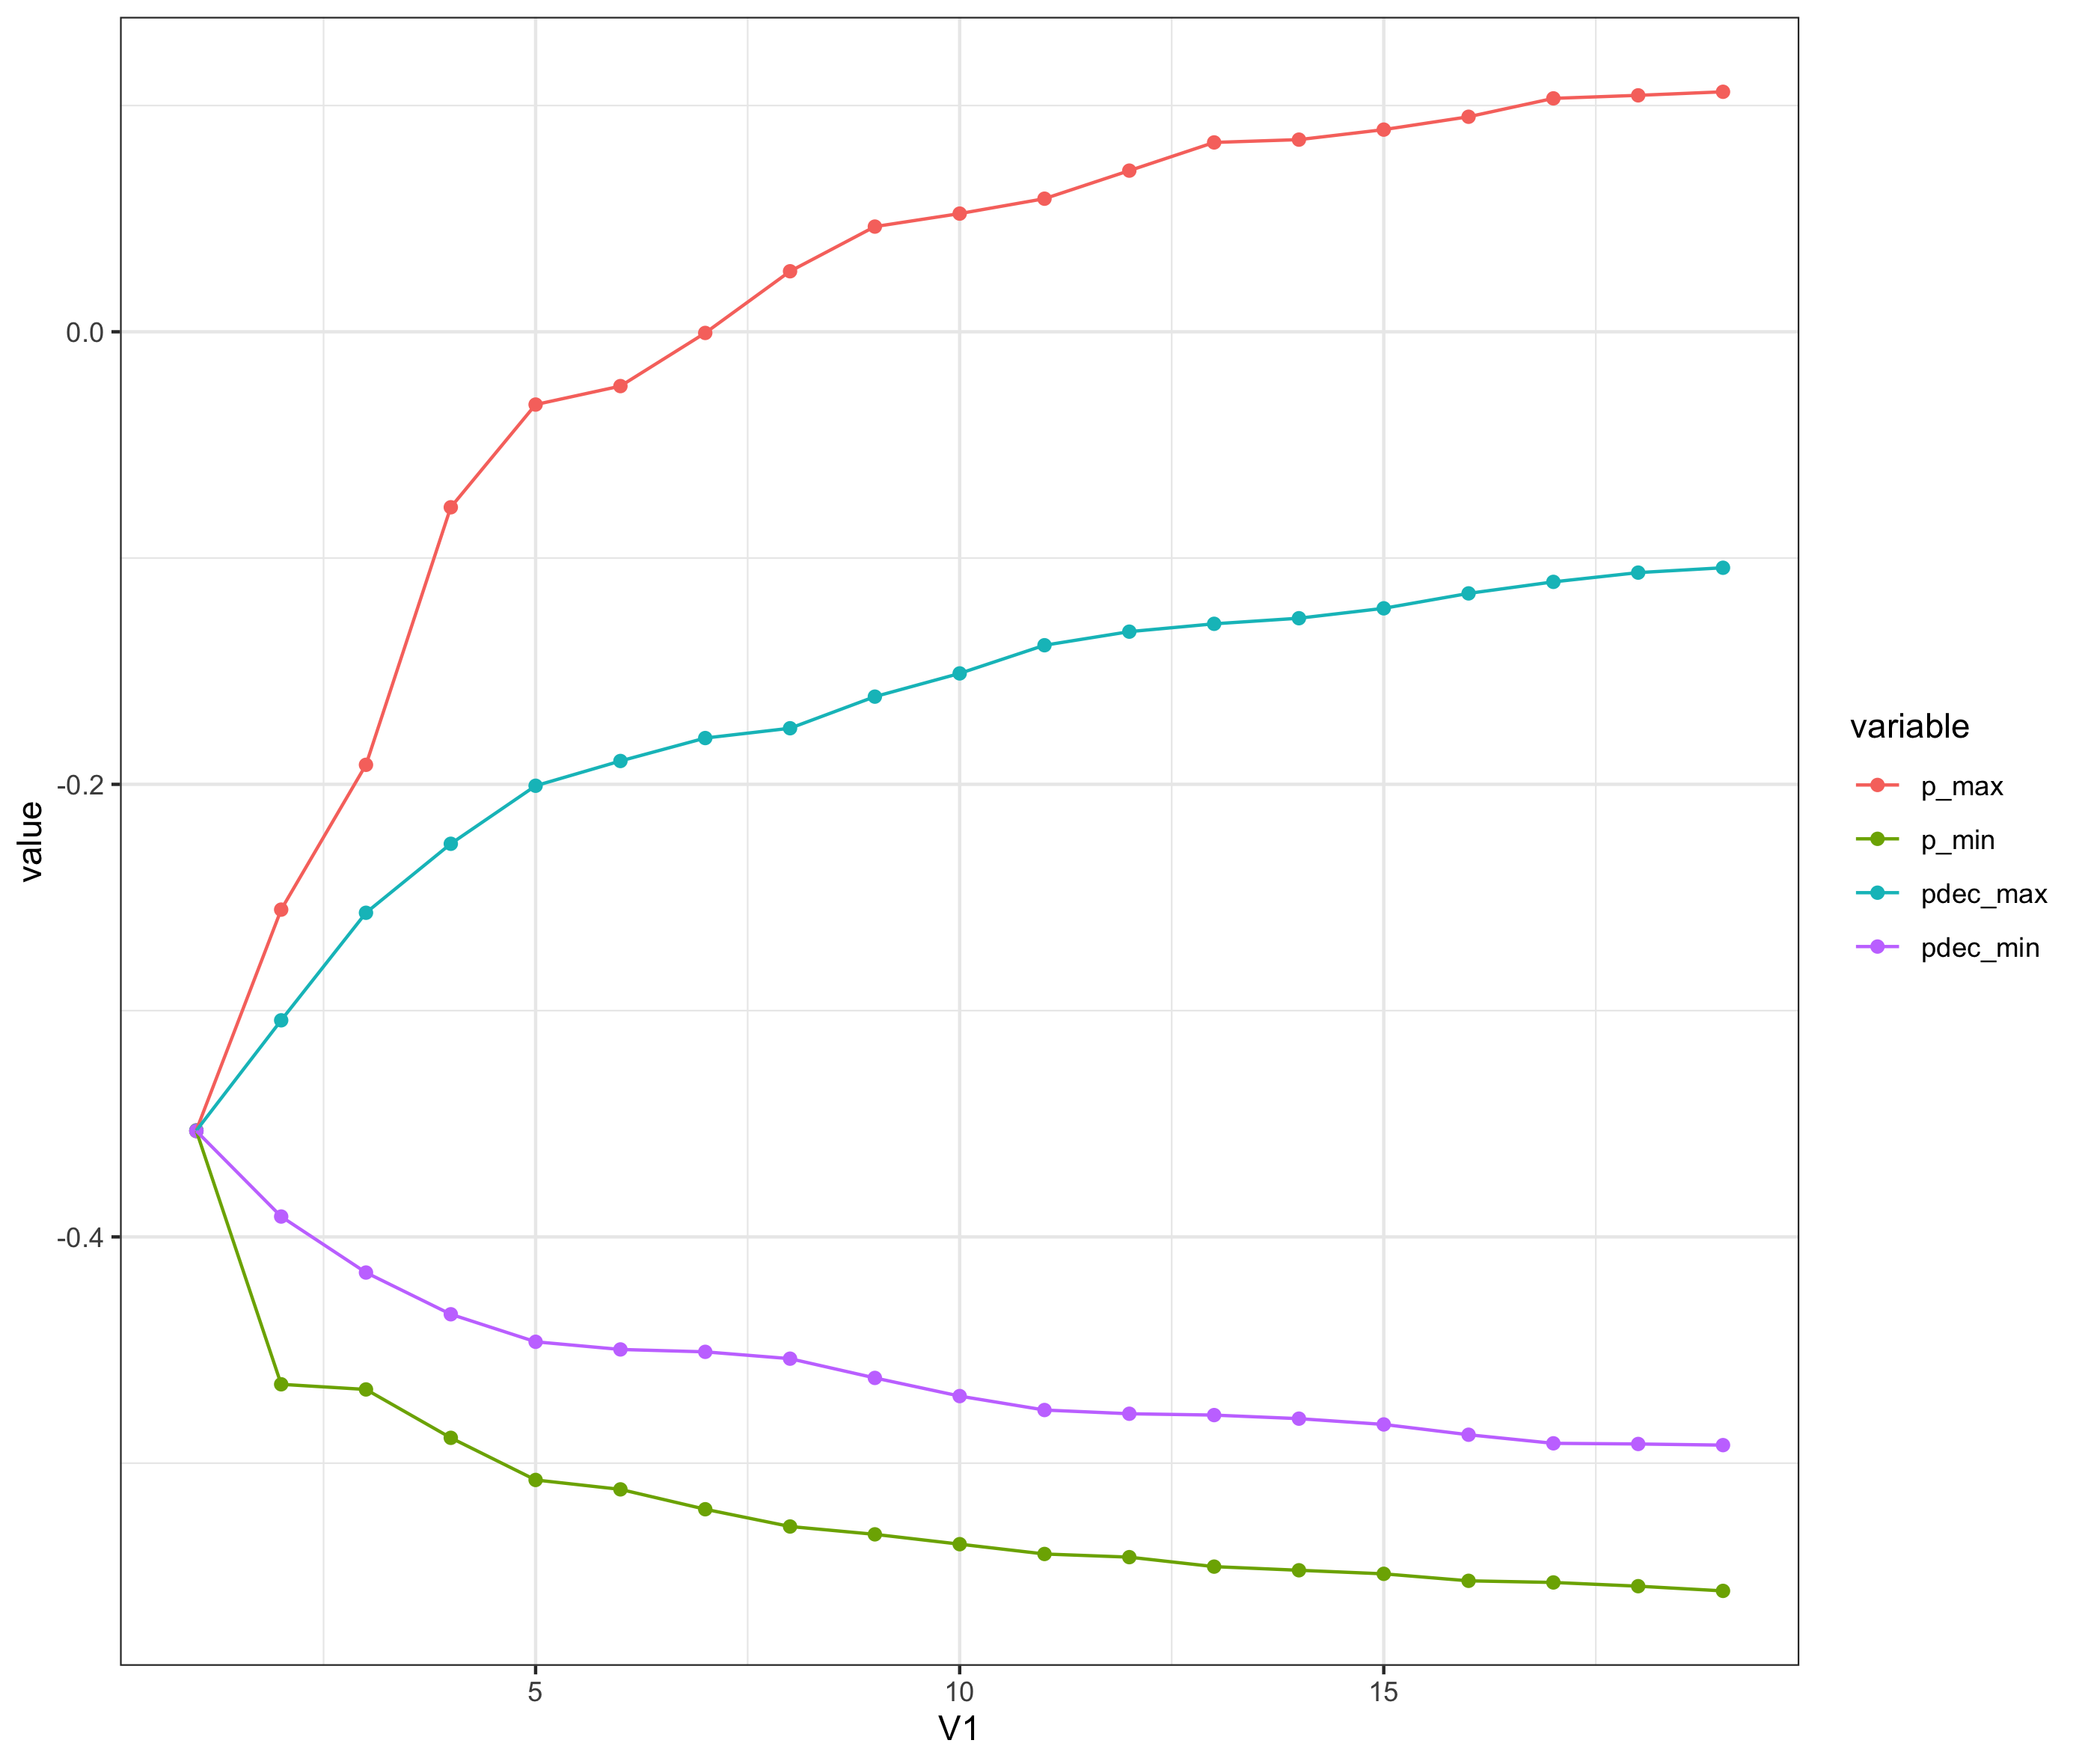 0.0
-0.2
-0.4
value
5
10
15
V1
variable
p_max
p_min
pdec_max
pdec_min